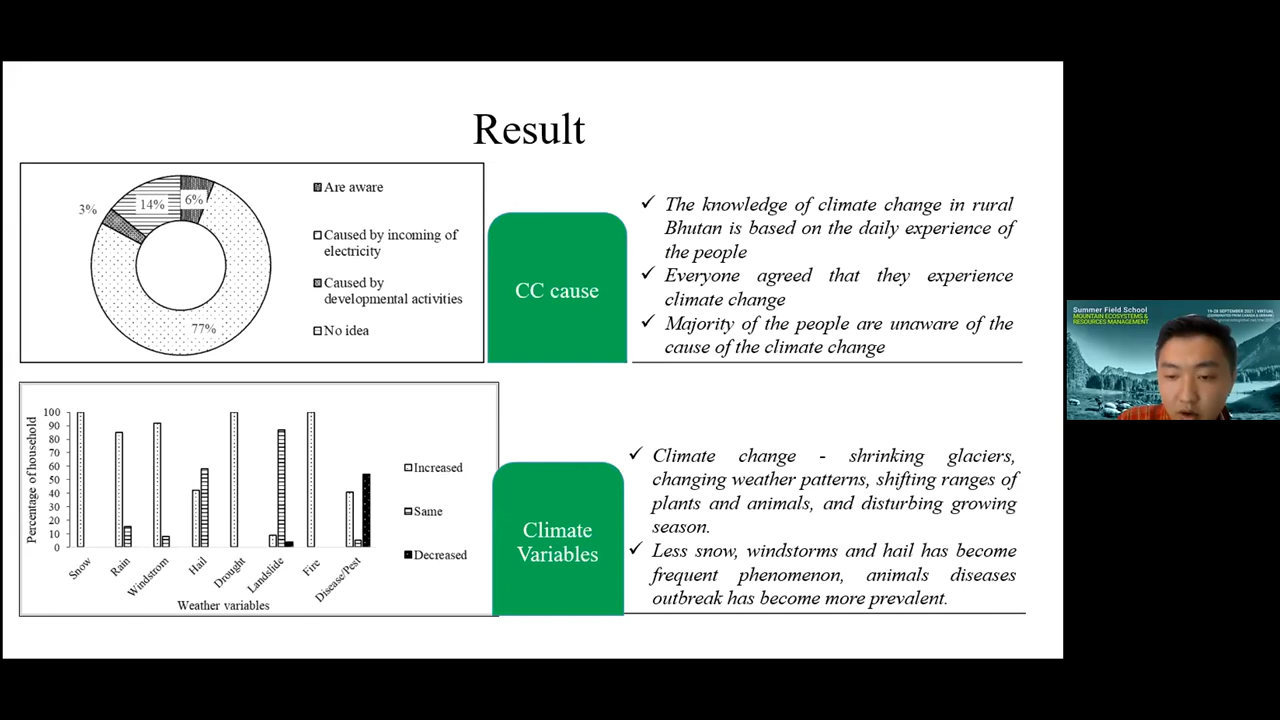 Result
Are aware
Caused by incoming of
electricity
Caused by
developmental activities
No idea
3%
14%
6%
77%
CC cause
✓ The knowledge of climate change in rural
Bhutan is based on the daily experience of
the people
✓ Everyone agreed that they experience
climate change
✓ Majority of the people are unaware of the
cause of the climate change
Percentage of household
100
90
80
70
60
50
40
30
20
10
0
Snow
Rain
Windstrom
Hail
Drought
Landslide
Fire
Disease/Pest
Weather variables
Increased
Same
Decreased
Climate
Variables
✓ Climate change - shrinking glaciers,
changing weather patterns, shifting ranges of
plants and animals, and disturbing growing
season.
✓ Less snow, windstorms and hail has become
frequent phenomenon, animals diseases
outbreak has become more prevalent.
Summer Field School
MOUNTAIN ECOSYSTEMS &
RESOURCES MANAGEMENT
19-28 SEPTEMBER 2021 | VIRTUAL